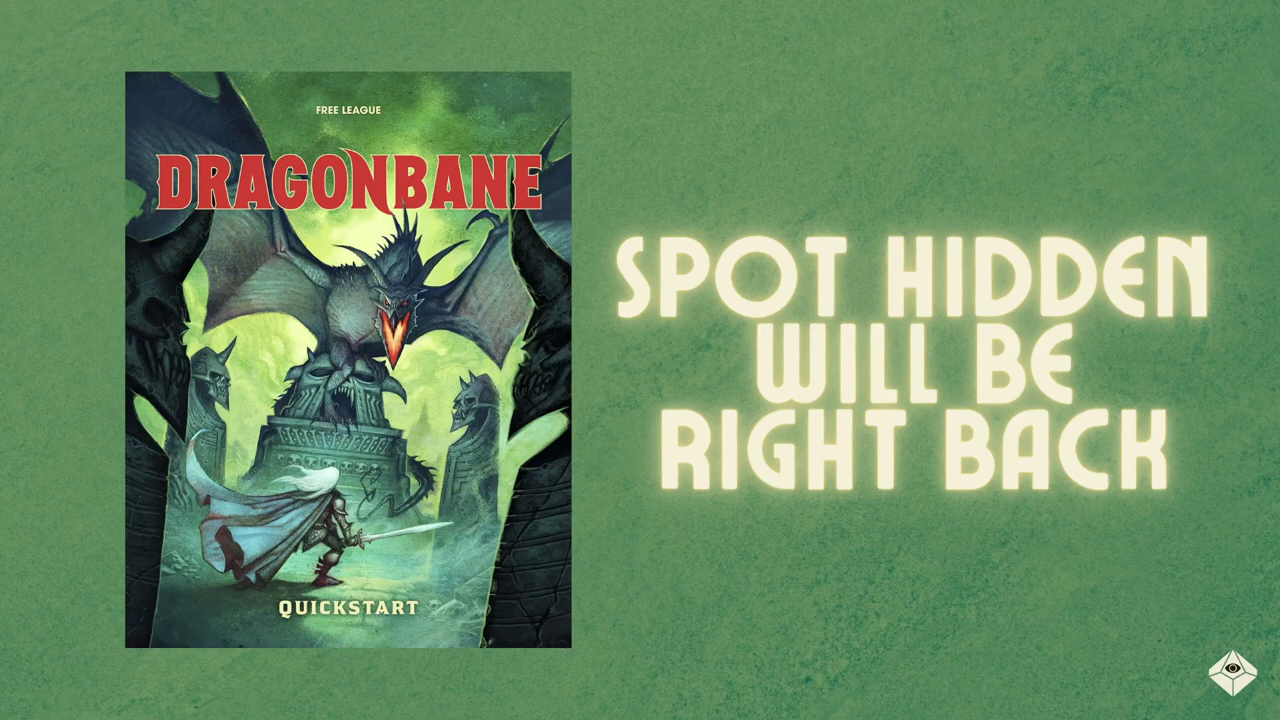 FREE LEAGUE
DRAGONBANE
QUICKSTART
SPOT HIDDEN
WILL BE
RIGHT BACK